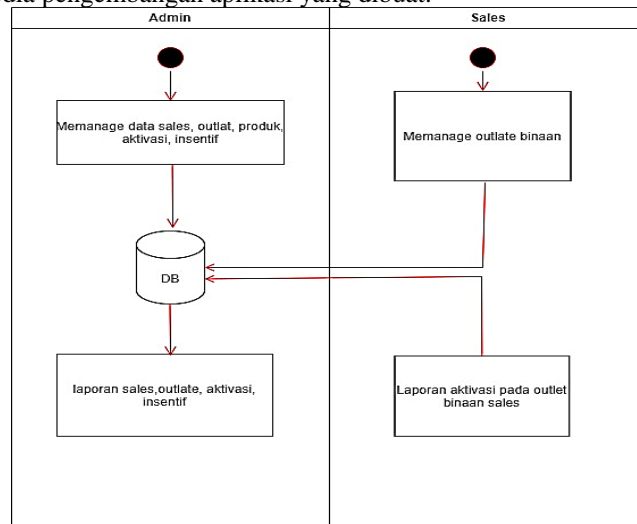 pengembangan aplikasi yang dibuat.
Admin
Sales
Memanage data sales, outlat, produk,
aktivasi, insentif
Memanage outlate binaan
DB
laporan sales,outlate, aktivasi,
insentif
Laporan aktivasi pada outlet
binaan sales